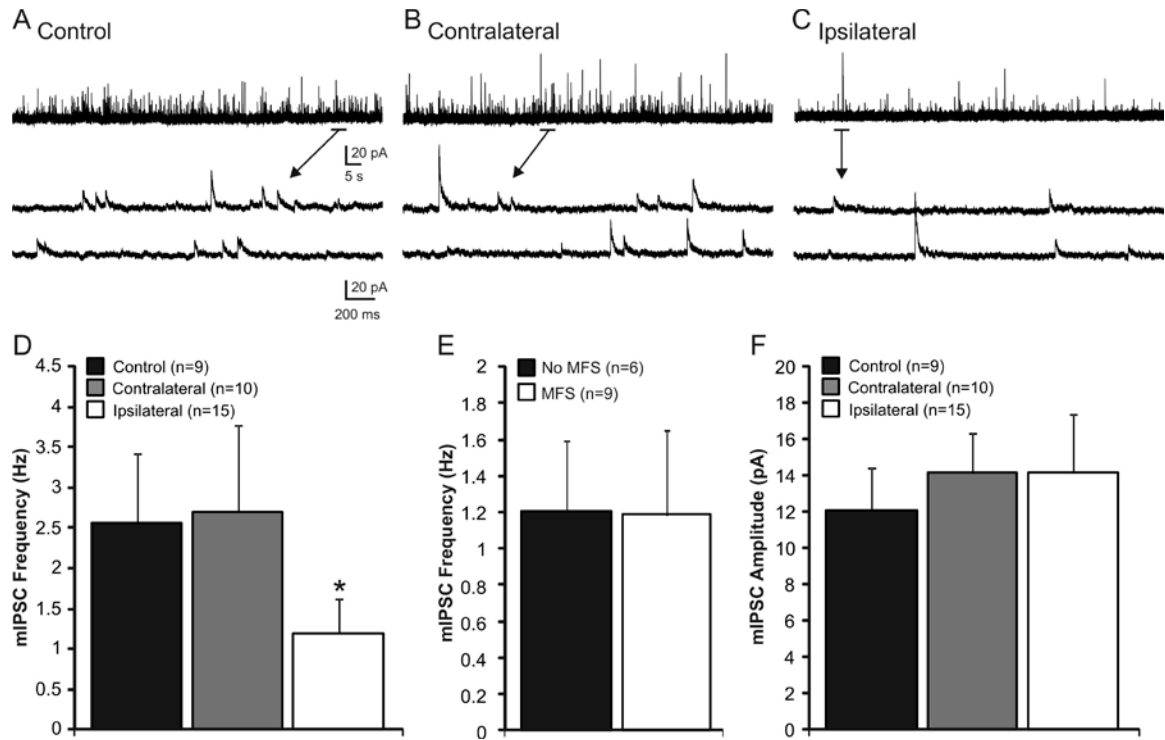 A Control
B Contralateral
C Ipsilateral
20 pA
5 s
20 pA
200 ms
D
Control (n=9)
Contralateral (n=10)
Ipsilateral (n=15)
mIPSC Frequency (Hz)
4.5
4
3.5
3
2.5
2
1.5
1
0.5
0
*
E
No MFS (n=6)
MFS (n=9)
mIPSC Frequency (Hz)
2
1.8
1.6
1.4
1.2
1
0.8
0.6
0.4
0.2
0
F
Control (n=9)
Contralateral (n=10)
Ipsilateral (n=15)
mIPSC Amplitude (pA)
20
18
16
14
12
10
8
6
4
2
0